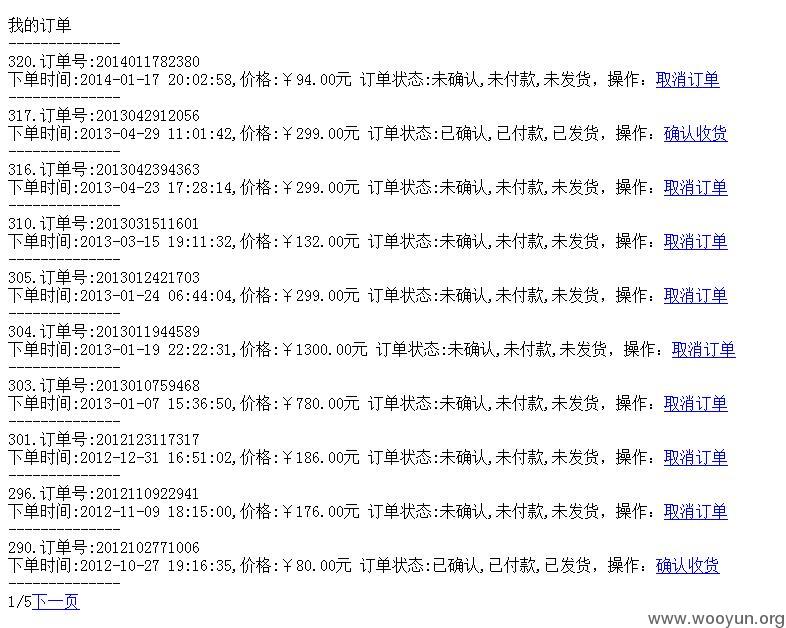 我的订单
--------------
320.订单号:2014011782380
下单时间:2014-01-17 20:02:58,价格:￥94.00元 订单状态:未确认,未付款,未发货，操作：取消订单
--------------
317.订单号:2013042912056
下单时间:2013-04-29 11:01:42,价格:￥299.00元 订单状态:已确认,已付款,已发货，操作：确认收货
--------------
316.订单号:2013042394363
下单时间:2013-04-23 17:28:14,价格:￥299.00元 订单状态:未确认,未付款,未发货，操作：取消订单
--------------
310.订单号:2013031511601
下单时间:2013-03-15 19:11:32,价格:￥132.00元 订单状态:未确认,未付款,未发货，操作：取消订单
--------------
305.订单号:2013012421703
下单时间:2013-01-24 06:44:04,价格:￥299.00元 订单状态:未确认,未付款,未发货，操作：取消订单
--------------
304.订单号:2013011944589
下单时间:2013-01-19 22:22:31,价格:￥1300.00元 订单状态:未确认,未付款,未发货，操作：取消订单
--------------
303.订单号:2013010759468
下单时间:2013-01-07 15:36:50,价格:￥780.00元 订单状态:未确认,未付款,未发货，操作：取消订单
--------------
301.订单号:2012123117317
下单时间:2012-12-31 16:51:02,价格:￥186.00元 订单状态:未确认,未付款,未发货，操作：取消订单
--------------
296.订单号:2012110922941
下单时间:2012-11-09 18:15:00,价格:￥176.00元 订单状态:未确认,未付款,未发货，操作：取消订单
--------------
290.订单号:2012102771006
下单时间:2012-10-27 19:16:35,价格:￥80.00元 订单状态:已确认,已付款,已发货，操作：确认收货
--------------
1/5下一页
www.wooyun.org